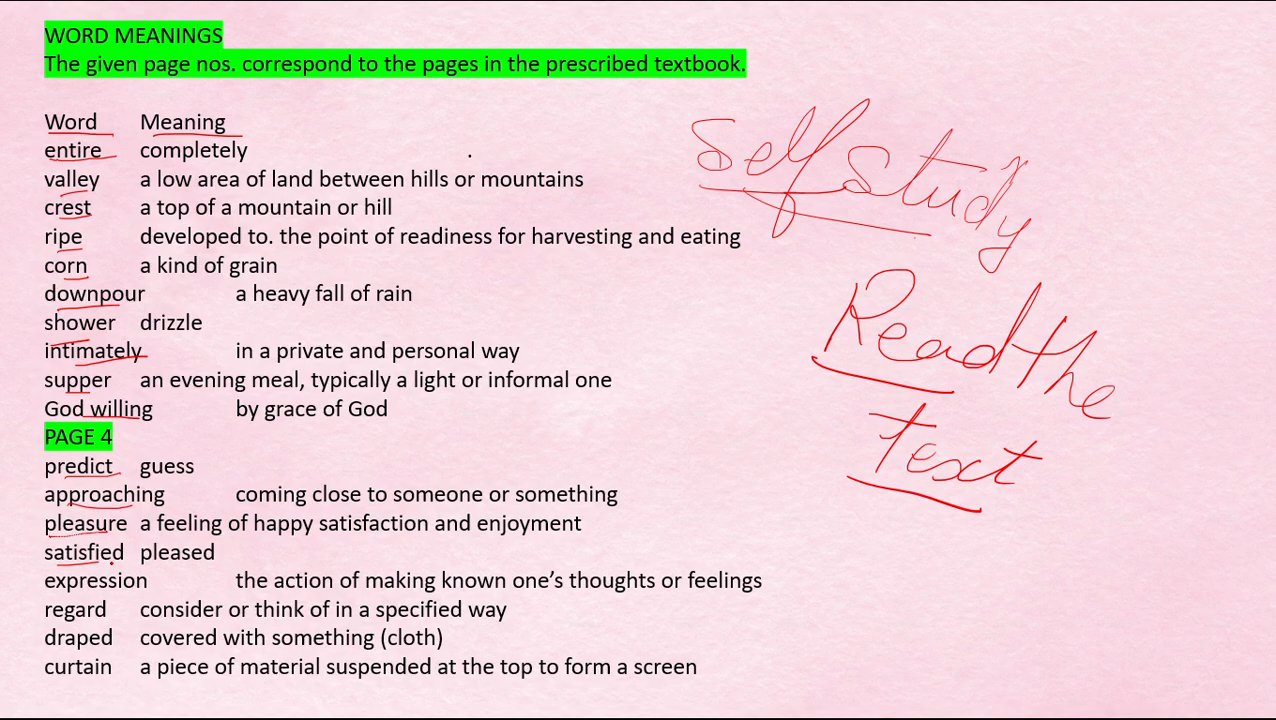 WORD MEANINGS
The given page nos. correspond to the pages in the prescribed textbook.
Word Meaning
entire completely
valley a low area of land between hills or mountains
crest a top of a mountain or hill
ripe developed to. the point of readiness for harvesting and eating
corn a kind of grain
downpour a heavy fall of rain
shower drizzle
intimately in a private and personal way
supper an evening meal, typically a light or informal one
God willing by grace of God
PAGE 4
predict guess
approaching coming close to someone or something
pleasure a feeling of happy satisfaction and enjoyment
satisfied pleased
expression the action of making known one’s thoughts or feelings
regard consider or think of in a specified way
draped covered with something (cloth)
curtain a piece of material suspended at the top to form a screen
Self Study
Read the
text